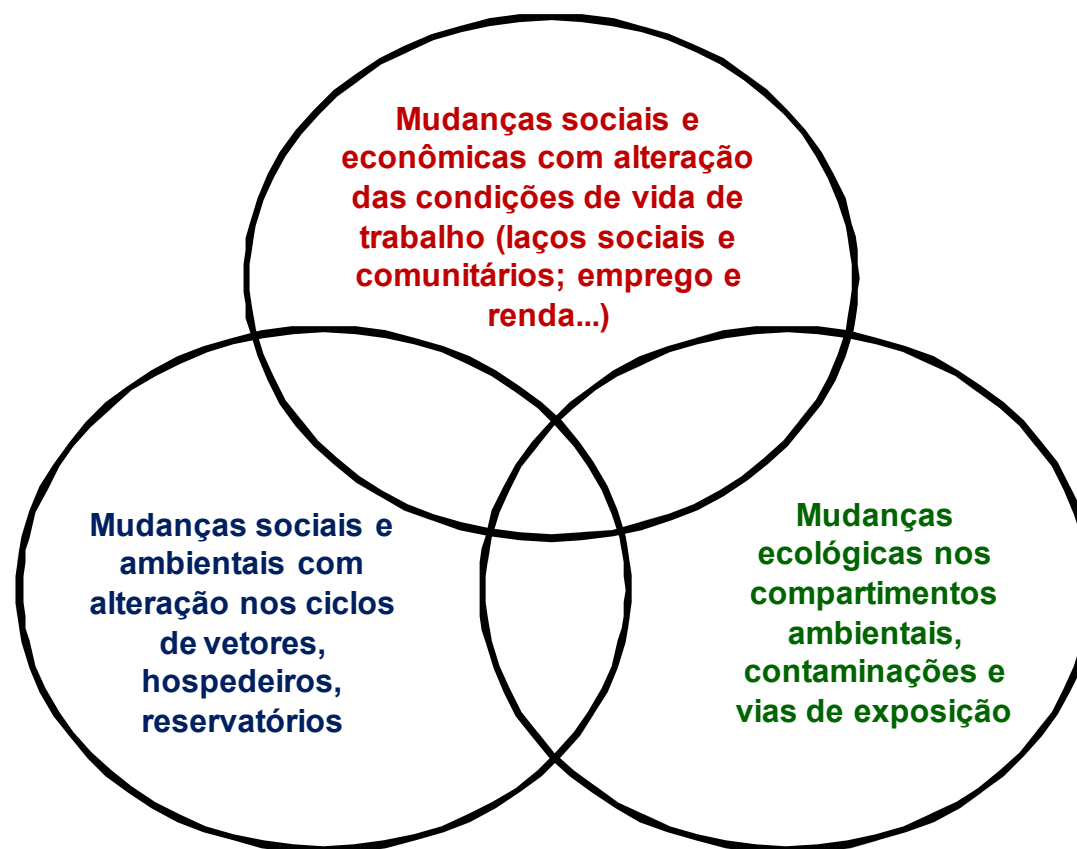 Mudanças sociais e
econômicas com alteração
das condições de vida de
trabalho (laços sociais e
comunitários; emprego e
renda...)
Mudanças sociais e
ambientais com
alteração nos ciclos
de vetores,
hospedeiros,
reservatórios
Mudanças
ecológicas nos
compartimentos
ambientais,
contaminações e
vias de exposição